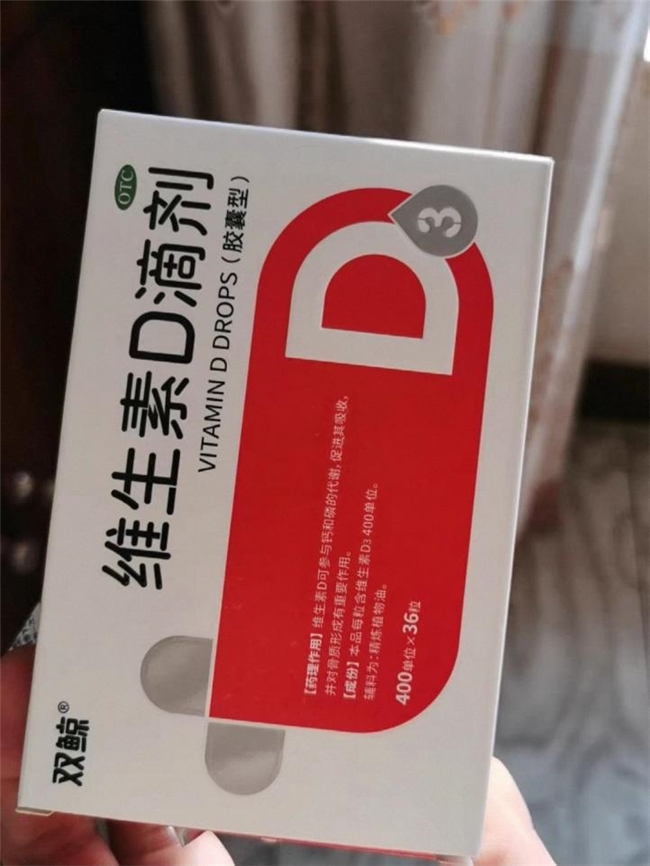 OTC
维生素D滴剂
VITAMIN D DROPS（胶囊型）
D
3
【药理作用】维生素D可参与钙和磷的代谢，促进其吸收，
并对骨质形成有重要作用。
【成份】本品每粒含维生素D3 400单位。
辅料为：精炼植物油。
400单位×36粒
双鲸®